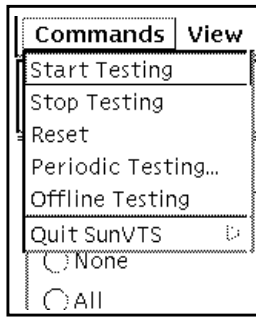 Commands View
Start Testing
Stop Testing
Reset
Periodic Testing...
Offline Testing
Quit SunVTS
None
All